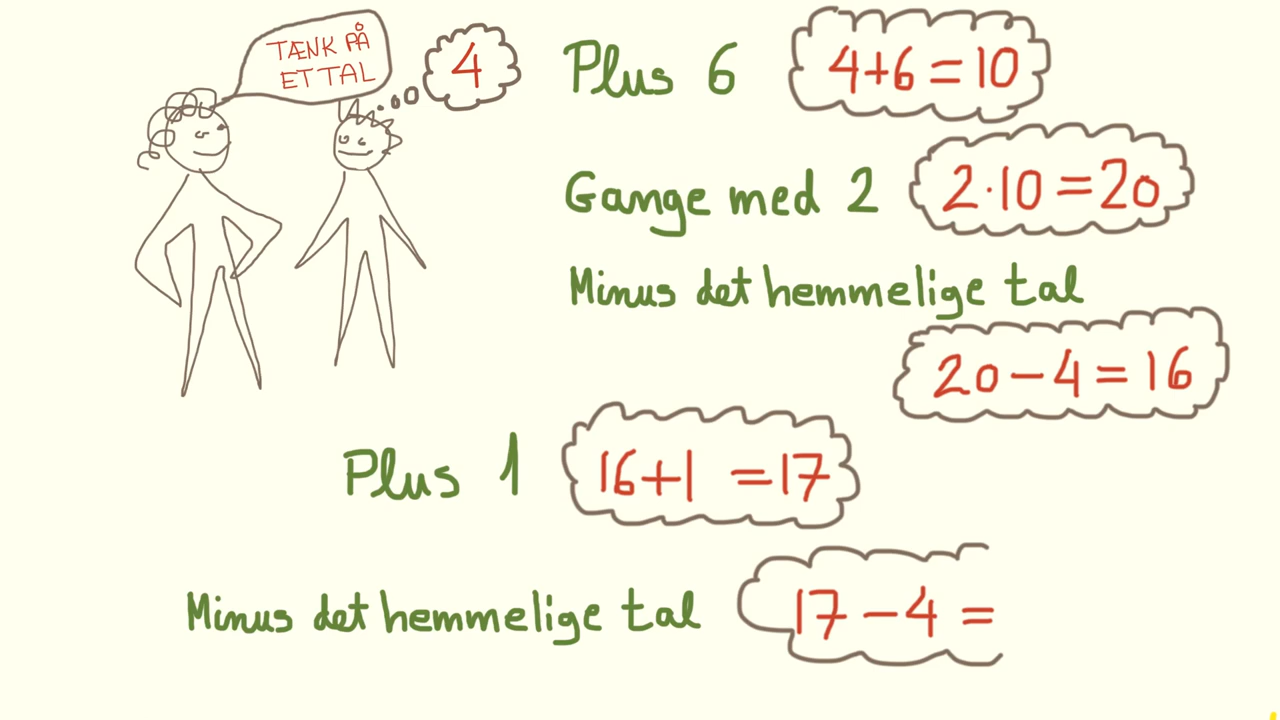 TÆNK PÅ
ET TAL
4
Plus 6
4+6=10
Gange med 2
2·10=20
Minus det hemmelige tal
20-4=16
Plus 1
16+1=17
Minus det hemmelige tal
17-4=